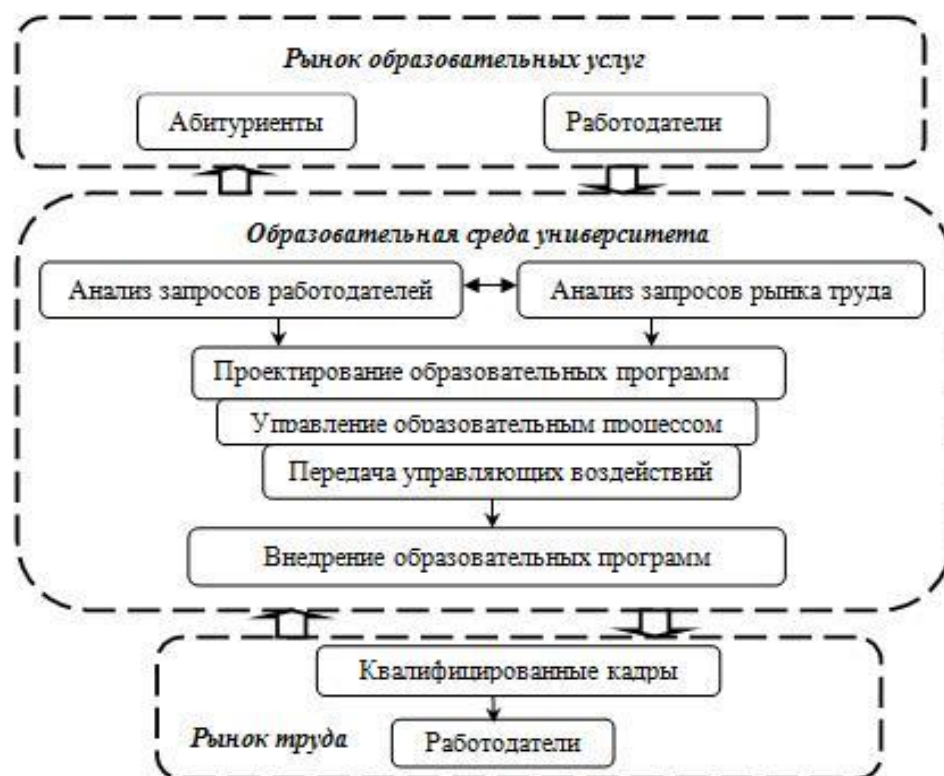 Рынок образовательных услуг
Абитуриенты
Работодатели
Образовательная среда университета
Анализ запросов работодателей
Анализ запросов рынка труда
Проектирование образовательных программ
Управление образовательным процессом
Передача управляющих воздействий
Внедрение образовательных программ
Квалифицированные кадры
Рынок труда
Работодатели